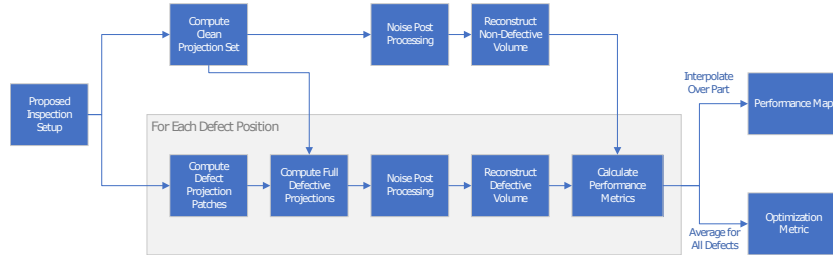 Compute
Clean
Projection Set
Noise Post
Processing
Reconstruct
Non-Defective
Volume
Proposed
Inspection
Setup
Interpolate
Over Part
Performance Map
For Each Defect Position
Compute
Defect
Projection
Patches
Compute Full
Defective
Projections
Noise Post
Processing
Reconstruct
Defective
Volume
Calculate
Performance
Metrics
Average for
All Defects
Optimization
Metric